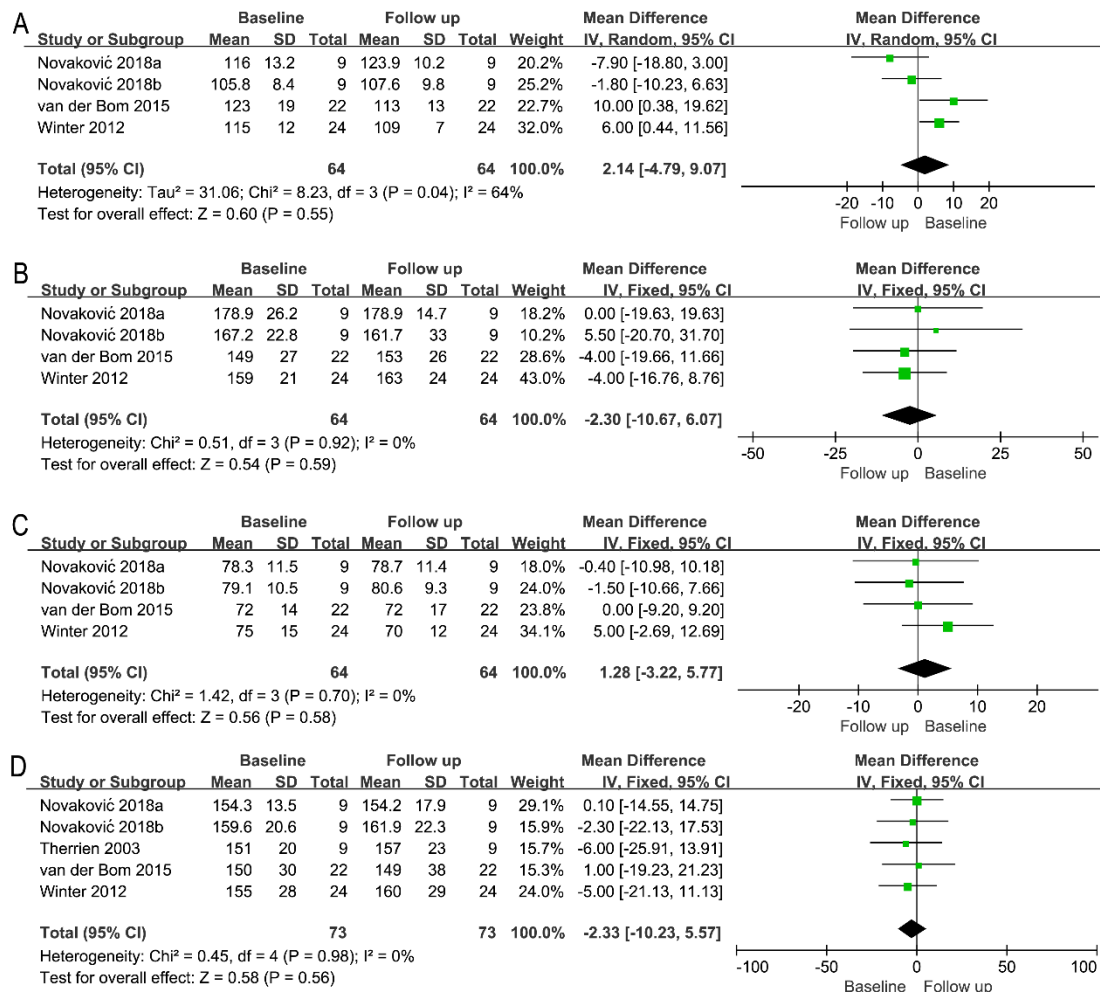 A
Baseline Follow up Mean Difference Mean Difference
Study or Subgroup Mean SD Total Mean SD Total Weight IV, Random, 95% CI IV, Random, 95% CI
Novaković 2018a 116 13.2 9 123.9 10.2 9 20.2% -7.90 [-18.80, 3.00]
Novaković 2018b 105.8 8.4 9 107.6 9.8 9 25.2% -1.80 [-10.23, 6.63]
van der Bom 2015 123 19 22 113 13 22 22.7% 10.00 [0.38, 19.62]
Winter 2012 115 12 24 109 7 24 32.0% 6.00 [0.44, 11.56]
Total (95% CI) 64 64 100.0% 2.14 [-4.79, 9.07]
Heterogeneity: Tau² = 31.06; Chi² = 8.23, df = 3 (P = 0.04); I² = 64%
Test for overall effect: Z = 0.60 (P = 0.55)
-20 -10 0 10 20
Follow up Baseline
B
Baseline Follow up Mean Difference Mean Difference
Study or Subgroup Mean SD Total Mean SD Total Weight IV, Fixed, 95% CI IV, Fixed, 95% CI
Novaković 2018a 178.9 26.2 9 178.9 14.7 9 18.2% 0.00 [-19.63, 19.63]
Novaković 2018b 167.2 22.8 9 161.7 33 9 10.2% 5.50 [-20.70, 31.70]
van der Bom 2015 149 27 22 153 26 22 28.6% -4.00 [-19.66, 11.66]
Winter 2012 159 21 24 163 24 24 43.0% -4.00 [-16.76, 8.76]
Total (95% CI) 64 64 100.0% -2.30 [-10.67, 6.07]
Heterogeneity: Chi² = 0.51, df = 3 (P = 0.92); I² = 0%
Test for overall effect: Z = 0.54 (P = 0.59)
-50 -25 0 25 50
Follow up Baseline
C
Baseline Follow up Mean Difference Mean Difference
Study or Subgroup Mean SD Total Mean SD Total Weight IV, Fixed, 95% CI IV, Fixed, 95% CI
Novaković 2018a 78.3 11.5 9 78.7 11.4 9 18.0% -0.40 [-10.98, 10.18]
Novaković 2018b 79.1 10.5 9 80.6 9.3 9 24.0% -1.50 [-10.66, 7.66]
van der Bom 2015 72 14 22 72 17 22 23.8% 0.00 [-9.20, 9.20]
Winter 2012 75 15 24 70 12 24 34.1% 5.00 [-2.69, 12.69]
Total (95% CI) 64 64 100.0% 1.28 [-3.22, 5.77]
Heterogeneity: Chi² = 1.42, df = 3 (P = 0.70); I² = 0%
Test for overall effect: Z = 0.56 (P = 0.58)
-20 -10 0 10 20
Follow up Baseline
D
Baseline Follow up Mean Difference Mean Difference
Study or Subgroup Mean SD Total Mean SD Total Weight IV, Fixed, 95% CI IV, Fixed, 95% CI
Novaković 2018a 154.3 13.5 9 154.2 17.9 9 29.1% 0.10 [-14.55, 14.75]
Novaković 2018b 159.6 20.6 9 161.9 22.3 9 15.9% -2.30 [-22.13, 17.53]
Therrien 2003 151 20 9 157 23 9 15.7% -6.00 [-25.91, 13.91]
van der Bom 2015 150 30 22 149 38 22 15.3% 1.00 [-19.23, 21.23]
Winter 2012 155 28 24 160 29 24 24.0% -5.00 [-21.13, 11.13]
Total (95% CI) 73 73 100.0% -2.33 [-10.23, 5.57]
Heterogeneity: Chi² = 0.45, df = 4 (P = 0.98); I² = 0%
Test for overall effect: Z = 0.58 (P = 0.56)
-100 -50 0 50 100
Baseline Follow up